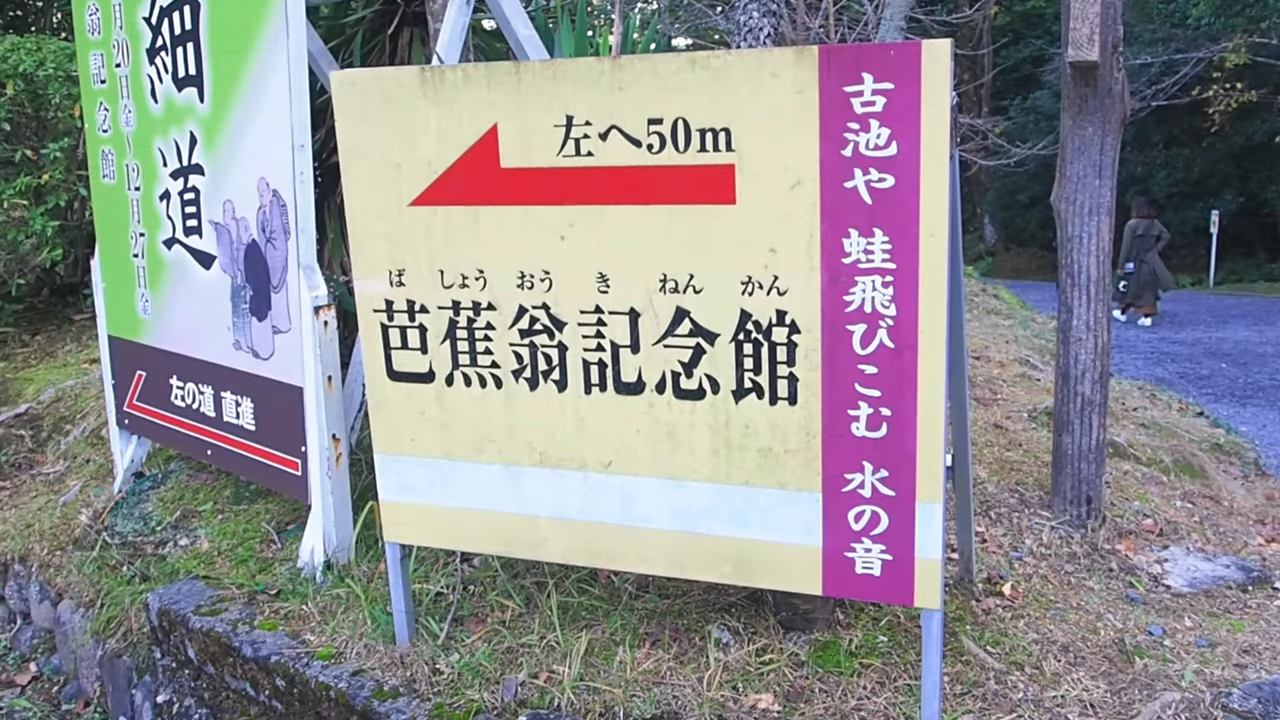 左へ50m
ば しょう おう き ねん かん
芭蕉翁記念館
古池や 蛙飛びこむ 水の音
細道
月20日金~12月27日金
翁記念館
左の道 直進